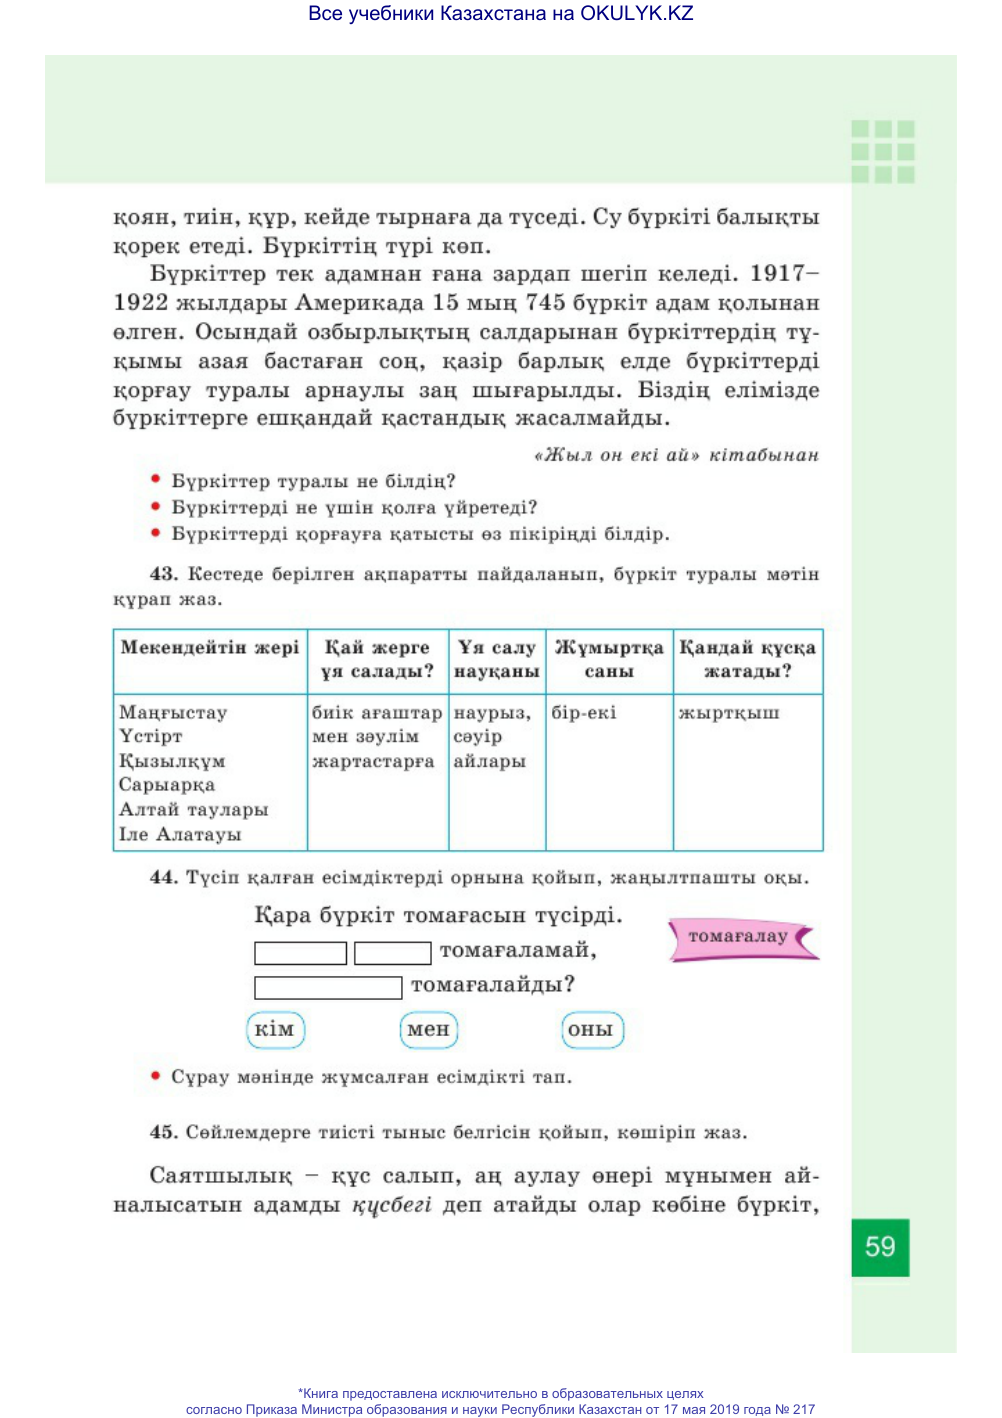 Все учебники Казахстана на OKULYK.KZ
қоян, тиін, құр, кейде тырнаға да түседі. Су бүркіті балықты
қорек етеді. Бүркіттің түрі көп.
Бүркіттер тек адамнан ғана зардап шегіп келеді. 1917–
1922 жылдары Америкада 15 мың 745 бүркіт адам қолынан
өлген. Осындай озбырлықтың салдарынан бүркіттердің тұ-
қымы азая бастаған соң, қазір барлық елде бүркіттерді
қорғау туралы арнаулы заң шығарылды. Біздің елімізде
бүркіттерге ешқандай қастандық жасалмайды.
«Жыл он екі ай» кітабынан
• Бүркіттер туралы не білдің?
• Бүркіттерді не үшін қолға үйретеді?
• Бүркіттерді қорғауға қатысты өз пікіріңді білдір.
43. Кестеде берілген ақпаратты пайдаланып, бүркіт туралы мәтін
құрап жаз.
Мекендейтін жері Қай жерге Ұя салу Жұмыртқа Қандай құсқа
ұя салады? науқаны саны жатады?
Маңғыстау биік ағаштар наурыз, бір-екі жыртқыш
Үстірт мен зәулім сәуір
Қызылқұм жартастарға айлары
Сарыарқа
Алтай таулары
Іле Алатауы
44. Түсіп қалған есімдіктерді орнына қойып, жаңылтпашты оқы.
Қара бүркіт томағасын түсірді.
томағалау
томағаламай,
томағалайды?
кім мен оны
• Сұрау мәнінде жұмсалған есімдікті тап.
45. Сөйлемдерге тиісті тыныс белгісін қойып, көшіріп жаз.
Саятшылық – құс салып, аң аулау өнері мұнымен ай-
налысатын адамды құсбегі деп атайды олар көбіне бүркіт,
59
*Книга предоставлена исключительно в образовательных целях
согласно Приказа Министра образования и науки Республики Казахстан от 17 мая 2019 года № 217